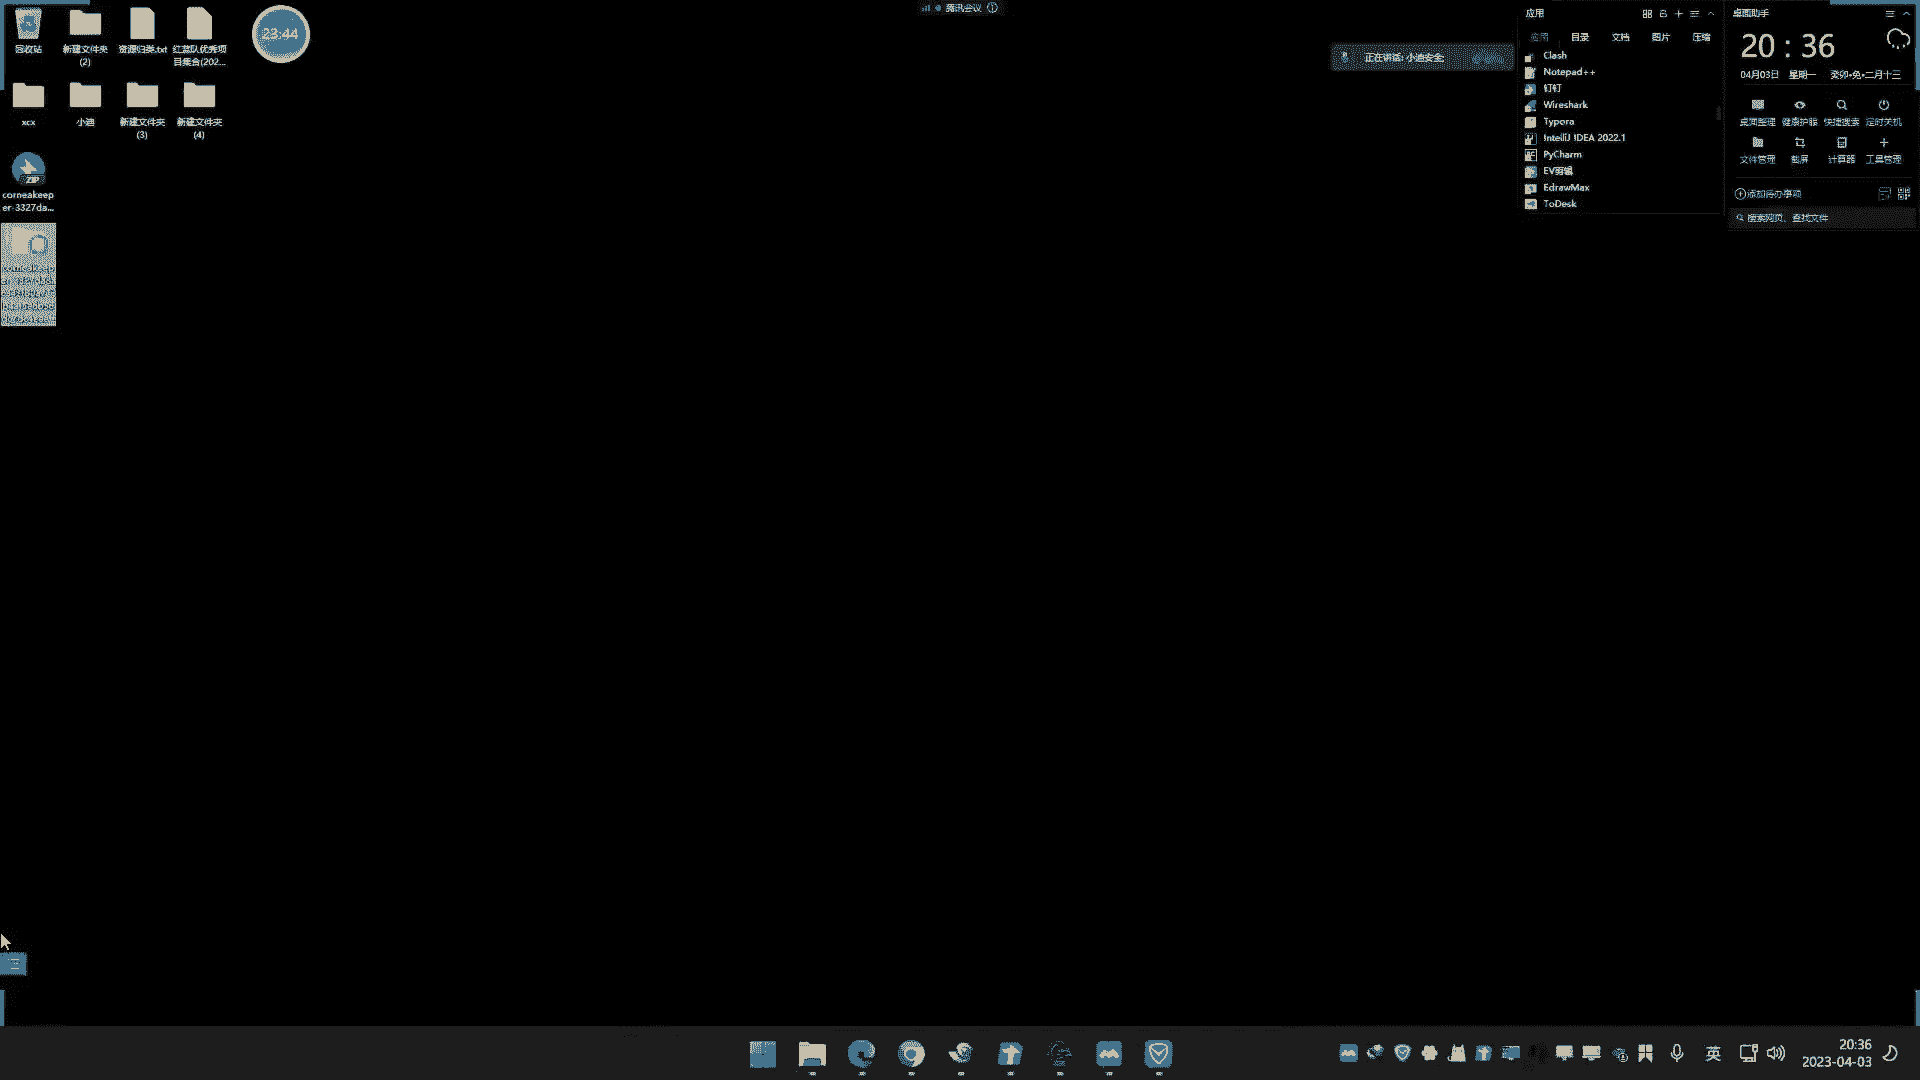 腾讯会议
回收站
新建文件夹
(2)
资源归类.txt
红蓝队优秀项
目集合(202...
23:44
xcx
小迪
新建文件夹
(3)
新建文件夹
(4)
ZIP
corneakeep
er-3327da...
正在讲话: 小迪安全
应用
应用 目录 文档 图片 压缩
Clash
Notepad++
钉钉
Wireshark
Typora
IntelliJ IDEA 2022.1
PyCharm
EV剪辑
EdrawMax
ToDesk
桌面助手
20 : 36
04月03日 星期一 癸卯•兔•二月十三
桌面整理 健康护眼 快捷搜索 定时关机
文件管理 截屏 计算器 工具管理
添加待办事项
搜索网页、查找文件
英
20:36
2023-04-03